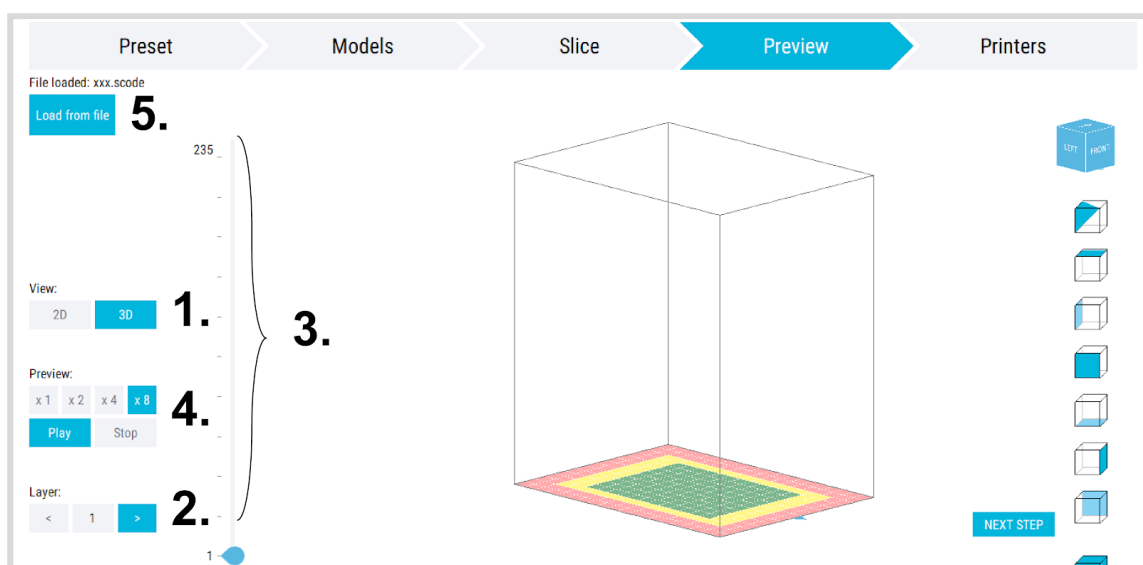 Preset Models Slice Preview Printers
File loaded: xxx.scode
Load from file 5.
235
LEFT FRONT
View:
2D 3D 1.
3.
Preview:
x 1 x 2 x 4 x 8
4.
Play Stop
Layer:
< 1 > 2.
NEXT STEP
1